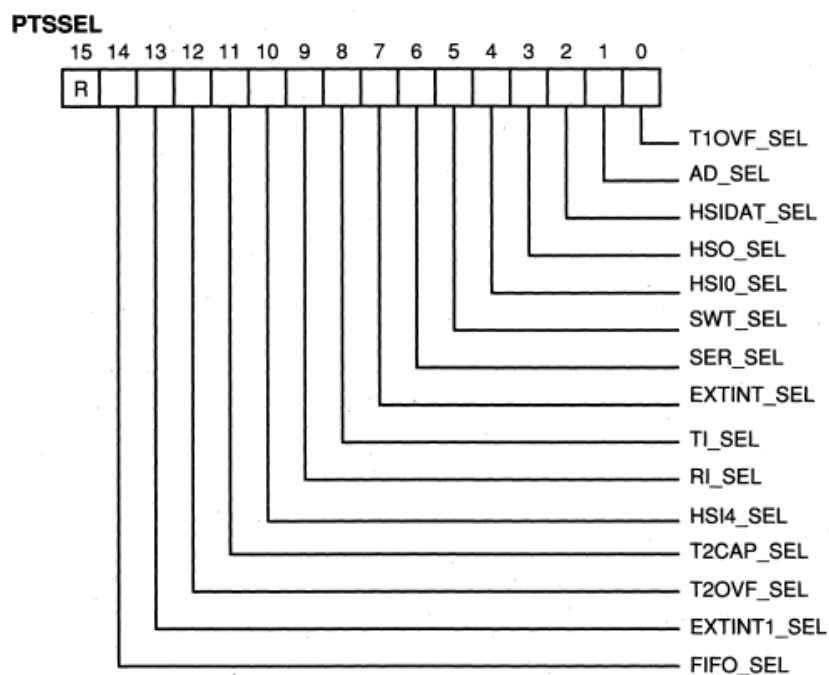 PTSSEL
15 14 13 12 11 10 9 8 7 6 5 4 3 2 1 0
R
T1OVF_SEL
AD_SEL
HSIDAT_SEL
HSO_SEL
HSI0_SEL
SWT_SEL
SER_SEL
EXTINT_SEL
TI_SEL
RI_SEL
HSI4_SEL
T2CAP_SEL
T2OVF_SEL
EXTINT1_SEL
FIFO_SEL